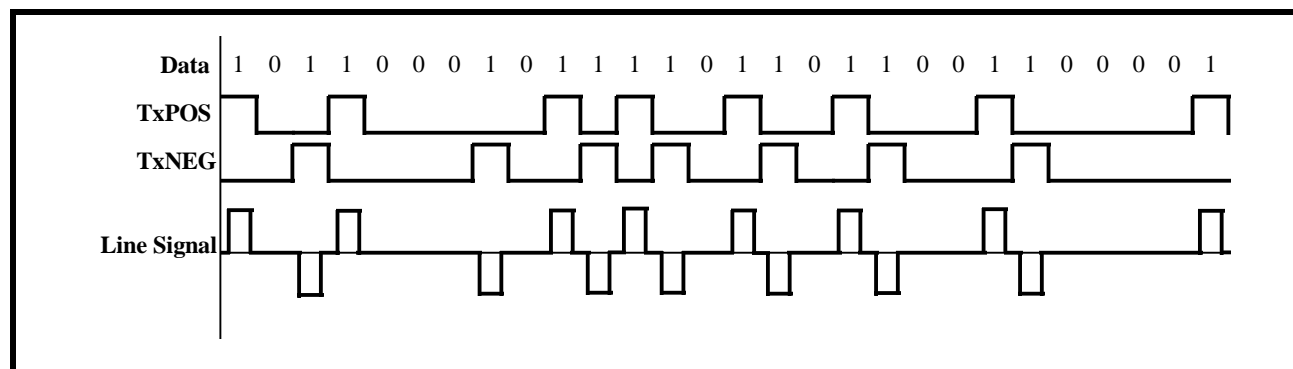 Data 1 0 1 1 0 0 0 1 0 1 1 1 1 0 1 1 0 1 1 0 0 1 1 0 0 0 0 1
TxPOS
TxNEG
Line Signal